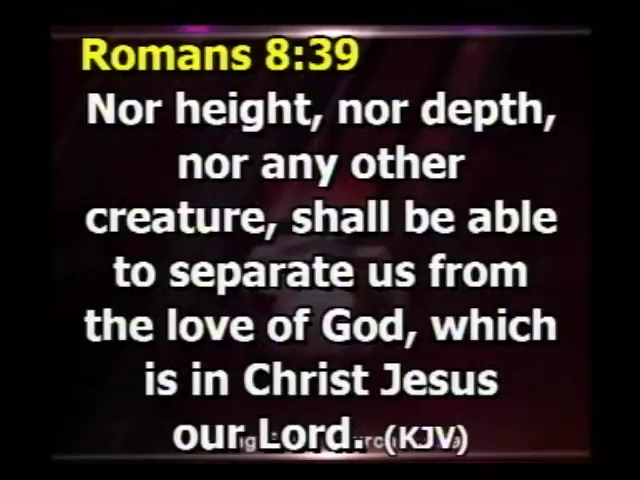 Romans 8:39
Nor height, nor depth,
nor any other
creature, shall be able
to separate us from
the love of God, which
is in Christ Jesus
our Lord. (KJV)